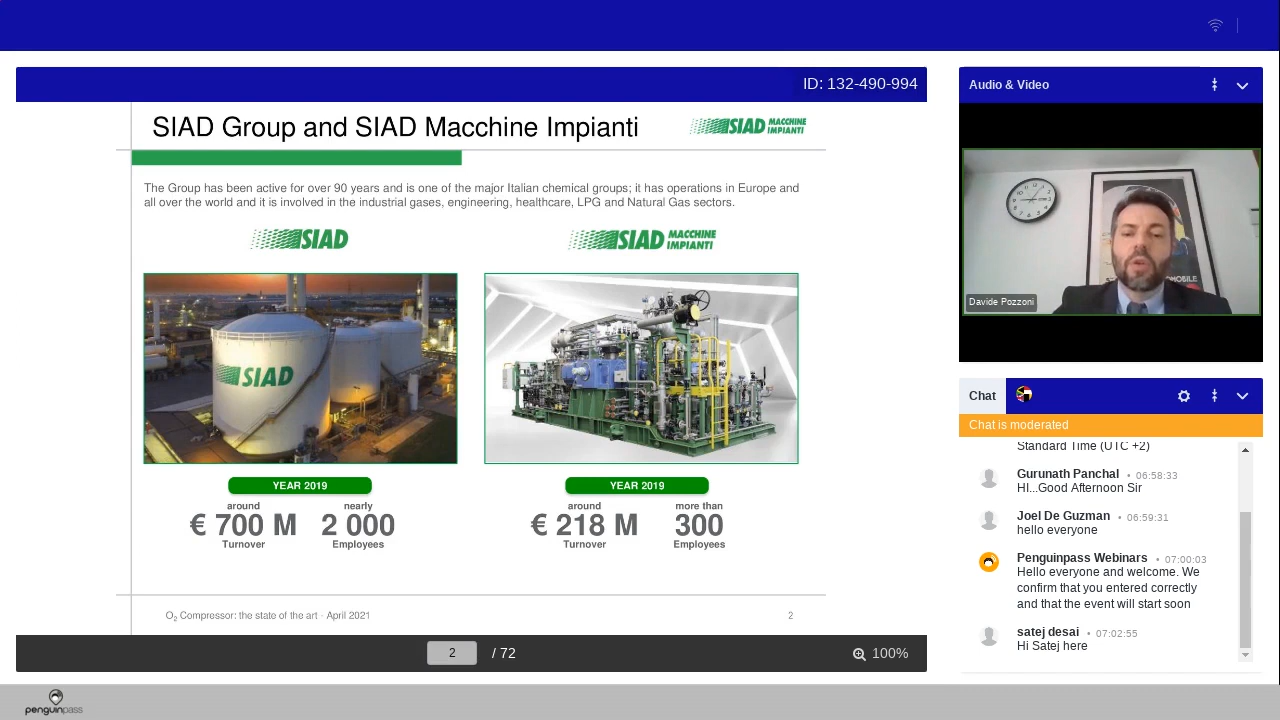 ID: 132-490-994
SIAD Group and SIAD Macchine Impianti
SIAD MACCHINE IMPIANTI
The Group has been active for over 90 years and is one of the major Italian chemical groups; it has operations in Europe and
all over the world and it is involved in the industrial gases, engineering, healthcare, LPG and Natural Gas sectors.
SIAD
SIAD MACCHINE IMPIANTI
SIAD
YEAR 2019
around
nearly
€ 700 M
2 000
Turnover
Employees
YEAR 2019
around
more than
€ 218 M
300
Turnover
Employees
O2 Compressor: the state of the art - April 2021
2
2 / 72
100%
Audio & Video
Davide Pozzoni
Chat
Chat is moderated
Standard Time (UTC +2)
Gurunath Panchal • 06:58:33
HI...Good Afternoon Sir
Joel De Guzman • 06:59:31
hello everyone
Penguinpass Webinars • 07:00:03
Hello everyone and welcome. We
confirm that you entered correctly
and that the event will start soon
satej desai • 07:02:55
Hi Satej here
penguinpass